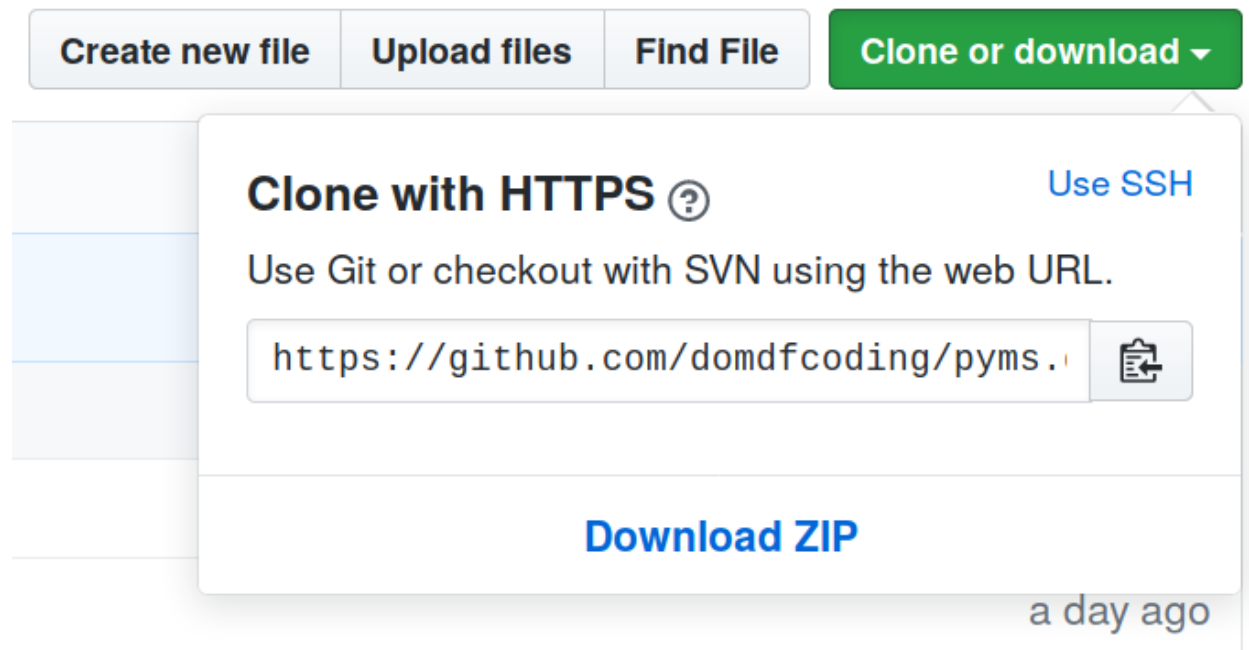 Create new file Upload files Find File Clone or download
Clone with HTTPS ?
Use SSH
Use Git or checkout with SVN using the web URL.
https://github.com/domdfcoding/pyms.
Download ZIP
a day ago